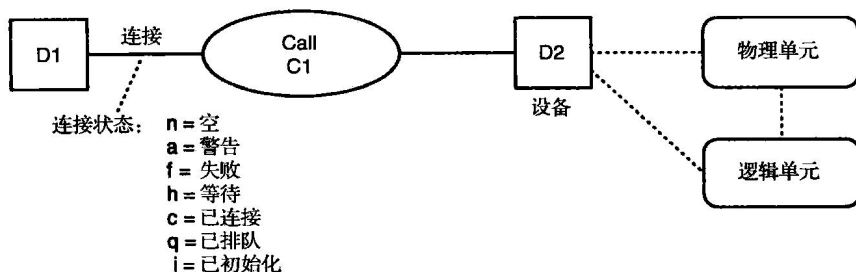 D1
连接
Call
C1
D2
设备
物理单元
逻辑单元
连接状态：
n = 空
a = 警告
f = 失败
h = 等待
c = 已连接
q = 已排队
i = 已初始化